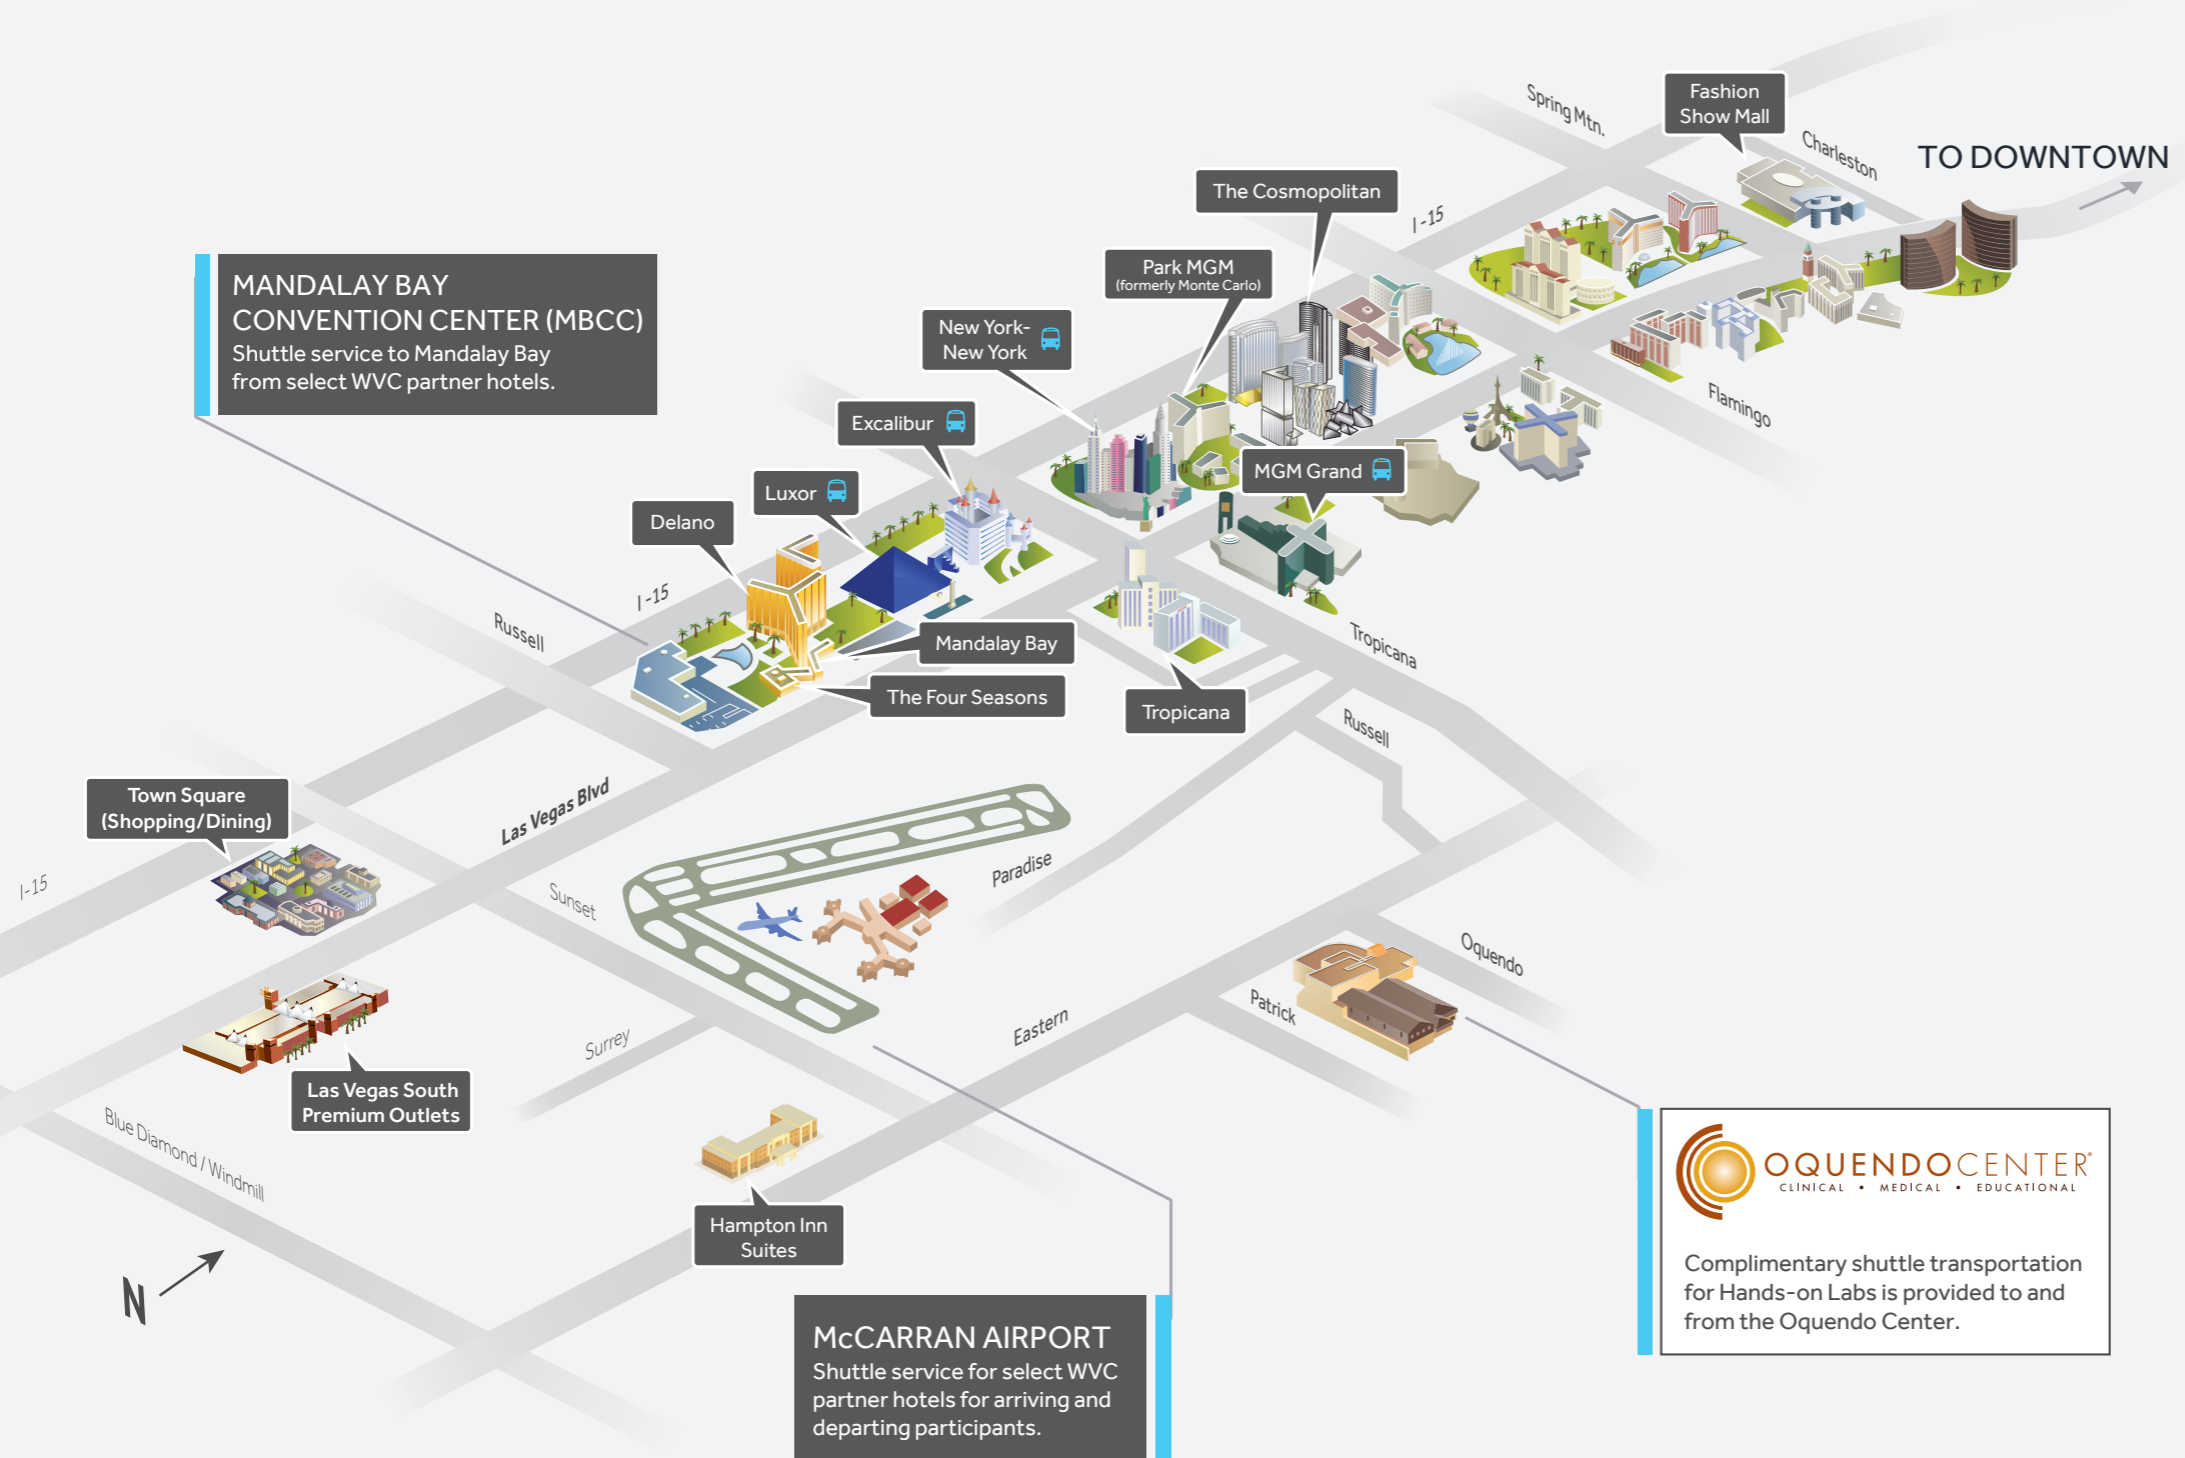 Spring Mtn.
Fashion
Show Mall
Charleston
TO DOWNTOWN
The Cosmopolitan
I-15
Park MGM
(formerly Monte Carlo)
MANDALAY BAY
CONVENTION CENTER (MBCC)
Shuttle service to Mandalay Bay
from select WVC partner hotels.
New York-
New York
Excalibur
Flamingo
MGM Grand
Luxor
Delano
I-15
Russell
Mandalay Bay
Tropicana
The Four Seasons
Tropicana
Russell
Town Square
(Shopping/Dining)
Las Vegas Blvd
I-15
Sunset
Paradise
Oquendo
Patrick
Surrey
Eastern
Las Vegas South
Premium Outlets
Blue Diamond / Windmill
Hampton Inn
Suites
N
OQUENDOCENTER®
CLINICAL • MEDICAL • EDUCATIONAL
Complimentary shuttle transportation
for Hands-on Labs is provided to and
from the Oquendo Center.
McCARRAN AIRPORT
Shuttle service for select WVC
partner hotels for arriving and
departing participants.